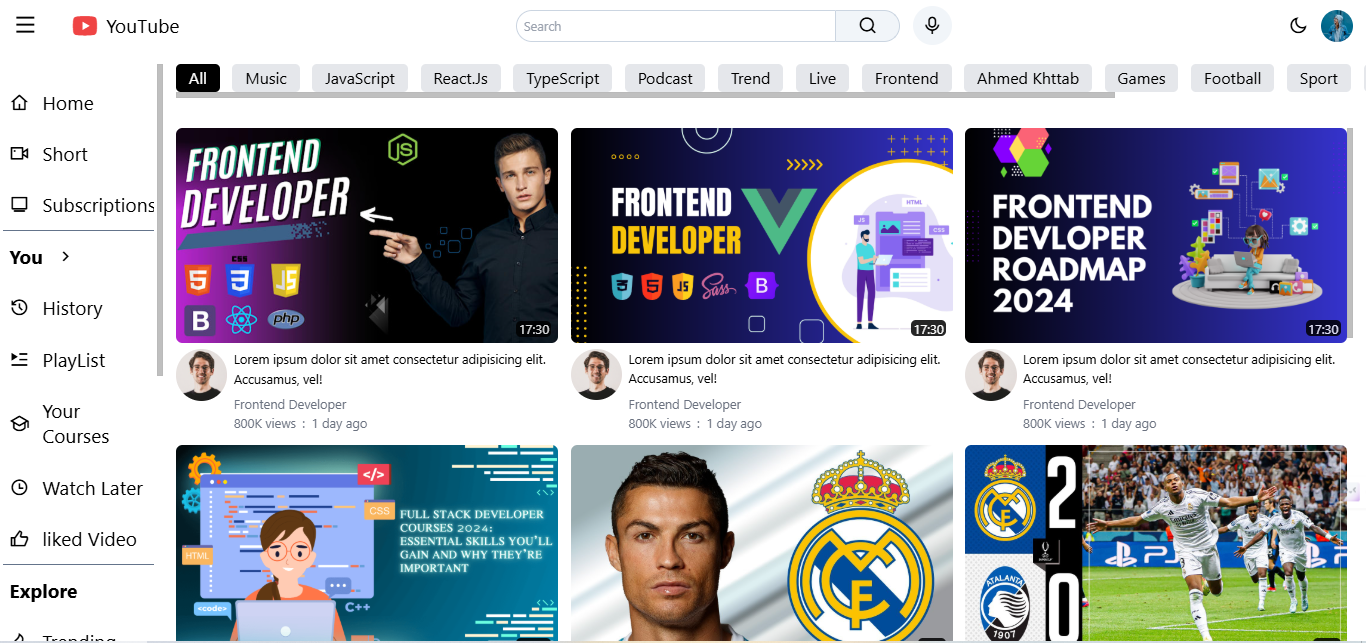 YouTube
Search
Home
Short
Subscriptions
You
History
PlayList
Your
Courses
Watch Later
liked Video
Explore
Trending
All Music JavaScript React.Js TypeScript Podcast Trend Live Frontend Ahmed Khttab Games Football Sport
FRONTEND
DEVELOPER
JS
CSS
5 3 JS
B php
17:30
Lorem ipsum dolor sit amet consectetur adipisicing elit.
Accusamus, vel!
Frontend Developer
800K views : 1 day ago
FRONTEND
DEVELOPER
3 5 JS Sass B
HTML
JS
CSS
17:30
Lorem ipsum dolor sit amet consectetur adipisicing elit.
Accusamus, vel!
Frontend Developer
800K views : 1 day ago
FRONTEND
DEVLOPER
ROADMAP
2024
17:30
Lorem ipsum dolor sit amet consectetur adipisicing elit.
Accusamus, vel!
Frontend Developer
800K views : 1 day ago
</>
CSS
HTML
<code>
C++
FULL STACK DEVELOPER
COURSES 2024:
ESSENTIAL SKILLS YOU'LL
GAIN AND WHY THEY'RE
IMPORTANT
2
0
ATALANTA
1907